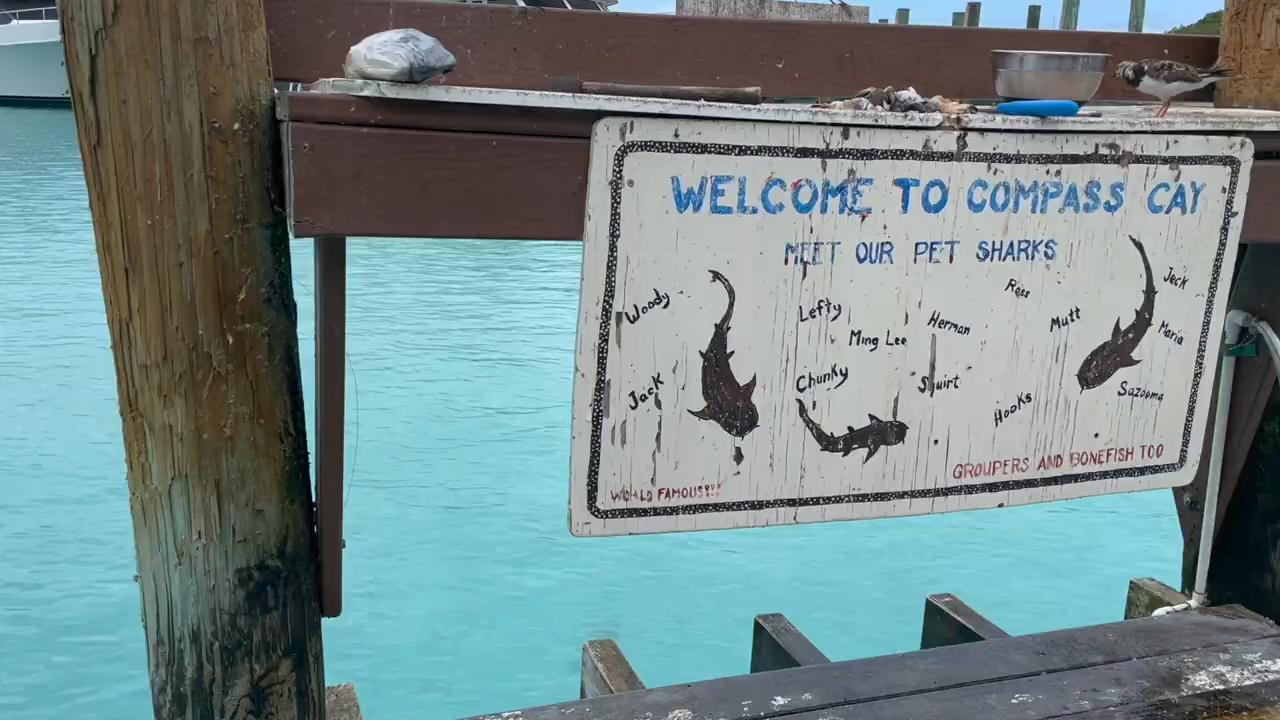 WELCOME TO COMPASS CAY
MEET OUR PET SHARKS
Woody
Lefty
Ming Lee
Herman
Ross
Mutt
Jeck
Maria
Jack
Chunky
Squirt
Hooks
Sazooma
GROUPERS AND BONEFISH TOO
WORLD FAMOUS???